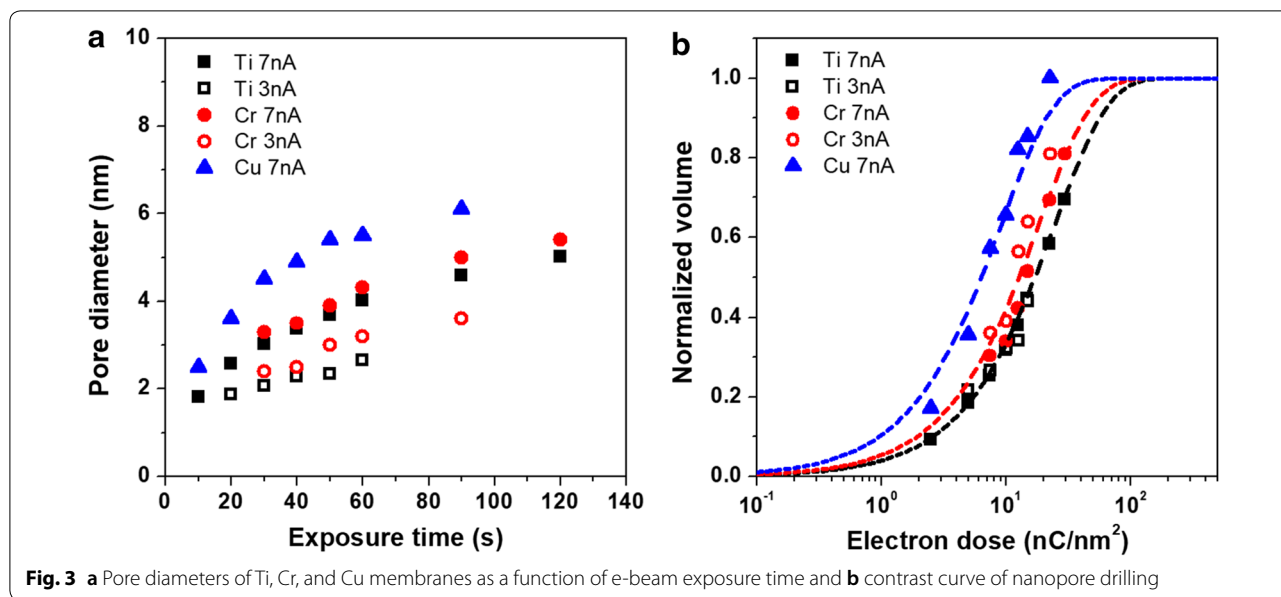 a
10
8
6
4
2
0
Pore diameter (nm)
Ti 7nA
Ti 3nA
Cr 7nA
Cr 3nA
Cu 7nA
0 20 40 60 80 100 120 140
Exposure time (s)
b
1.0
0.8
0.6
0.4
0.2
0.0
Normalized volume
Ti 7nA
Ti 3nA
Cr 7nA
Cr 3nA
Cu 7nA
10⁻¹ 10⁰ 10¹ 10²
Electron dose (nC/nm²)
Fig. 3 a Pore diameters of Ti, Cr, and Cu membranes as a function of e-beam exposure time and b contrast curve of nanopore drilling